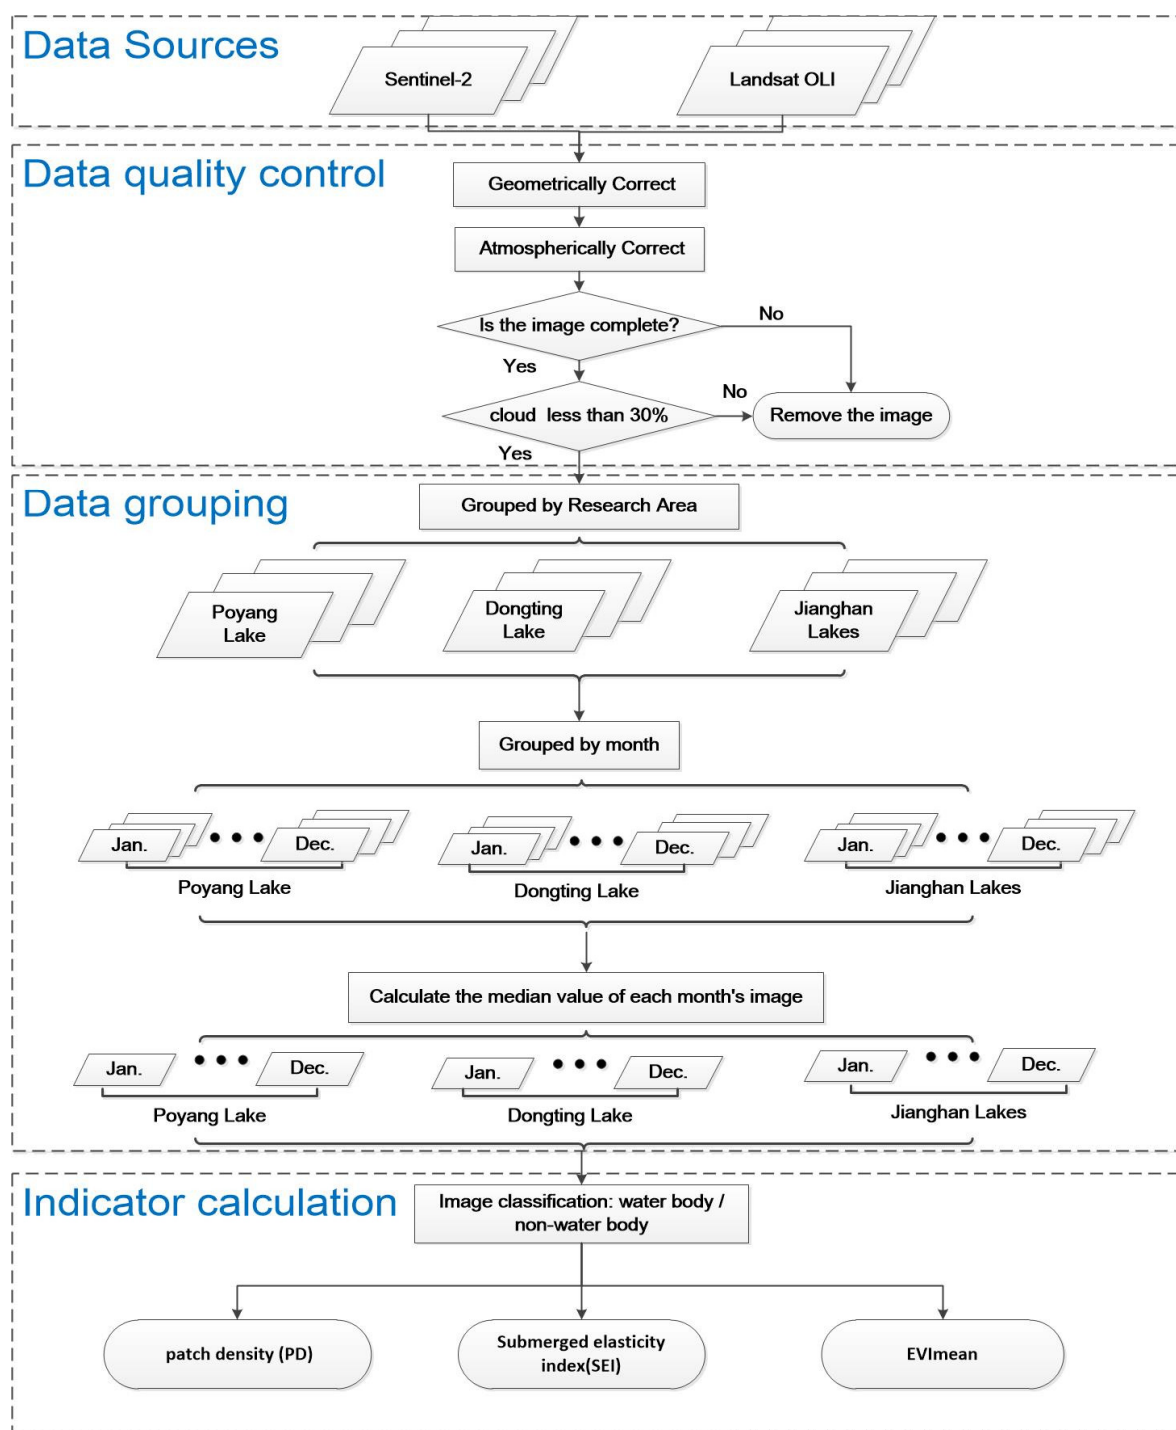 Data Sources
Sentinel-2
Landsat OLI
Data quality control
Geometrically Correct
Atmospherically Correct
Is the image complete?
No
Yes
cloud less than 30%
No
Remove the image
Yes
Data grouping
Grouped by Research Area
Poyang
Lake
Dongting
Lake
Jianghan
Lakes
Grouped by month
Jan.
Dec.
Poyang Lake
Jan.
Dec.
Dongting Lake
Jan.
Dec.
Jianghan Lakes
Calculate the median value of each month's image
Jan.
Dec.
Poyang Lake
Jan.
Dec.
Dongting Lake
Jan.
Dec.
Jianghan Lakes
Indicator calculation
Image classification: water body /
non-water body
patch density (PD)
Submerged elasticity
index(SEI)
EVImean